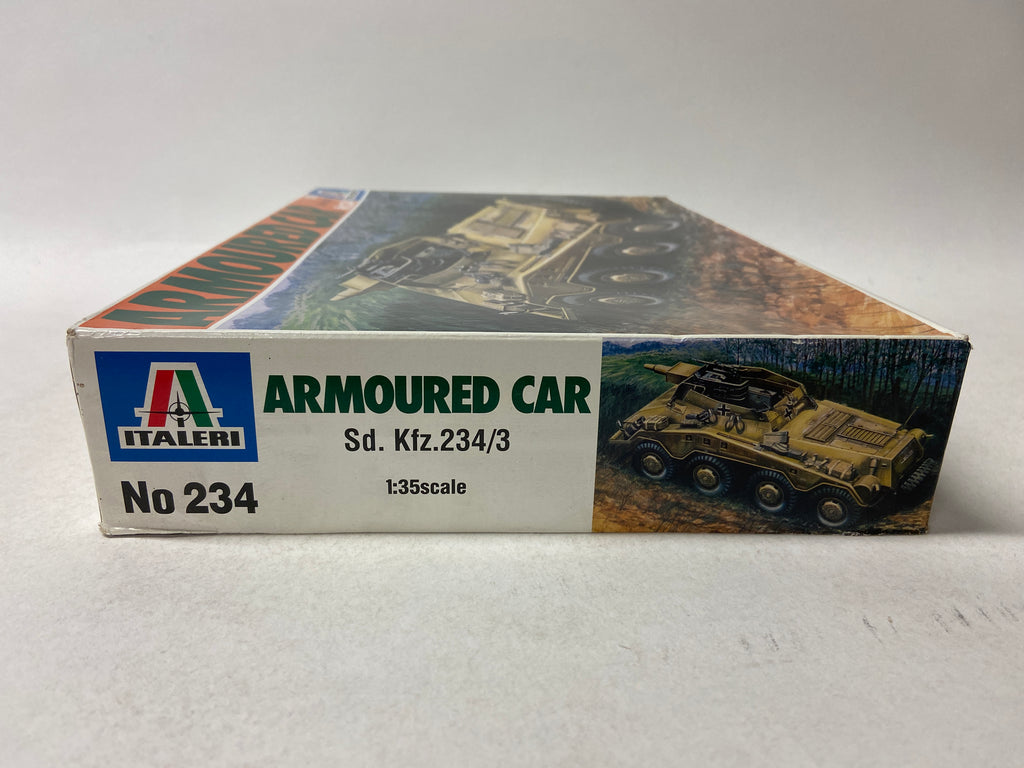 ARMOURED CAR
ITALERI
No 234
ARMOURED CAR
Sd. Kfz.234/3
1:35scale